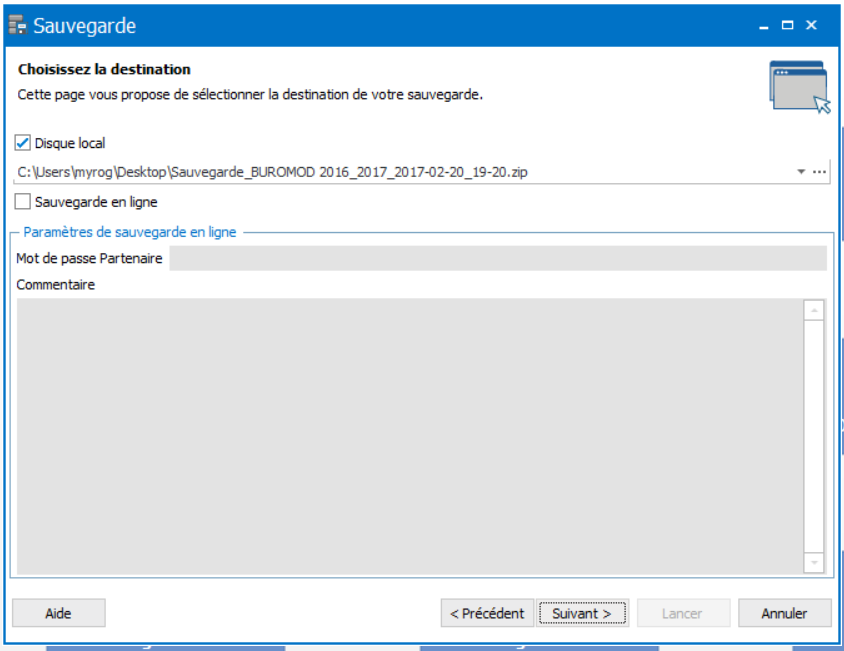 Sauvegarde
Choisissez la destination
Cette page vous propose de sélectionner la destination de votre sauvegarde.
Disque local
C:\Users\myrog\Desktop\Sauvegarde_BUROMOD 2016_2017_2017-02-20_19-20.zip
Sauvegarde en ligne
Paramètres de sauvegarde en ligne
Mot de passe Partenaire
Commentaire
Aide
< Précédent
Suivant >
Lancer
Annuler